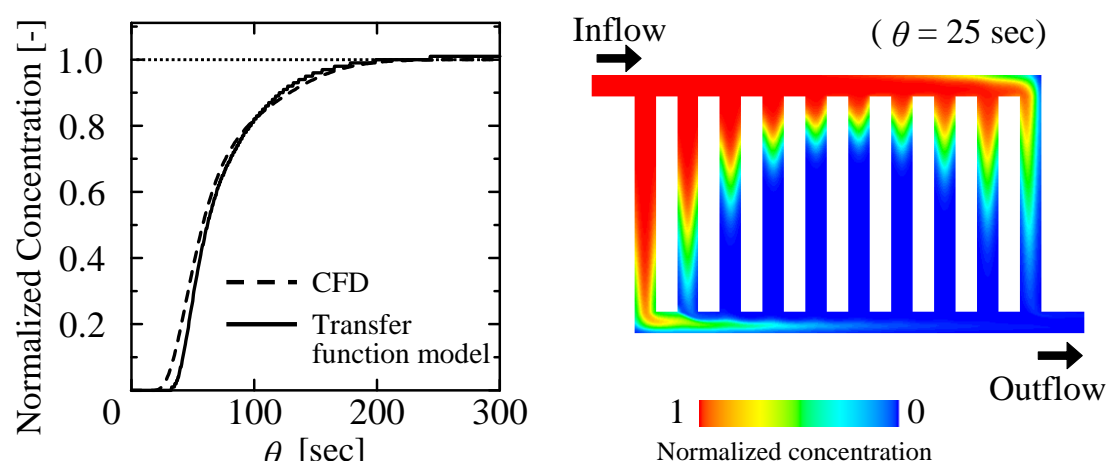 Normalized Concentration [-]
1.0
0.8
0.6
0.4
0.2
0
100
200
300
θ [sec]
CFD
Transfer
function model
Inflow
( θ = 25 sec)
Outflow
1
0
Normalized concentration